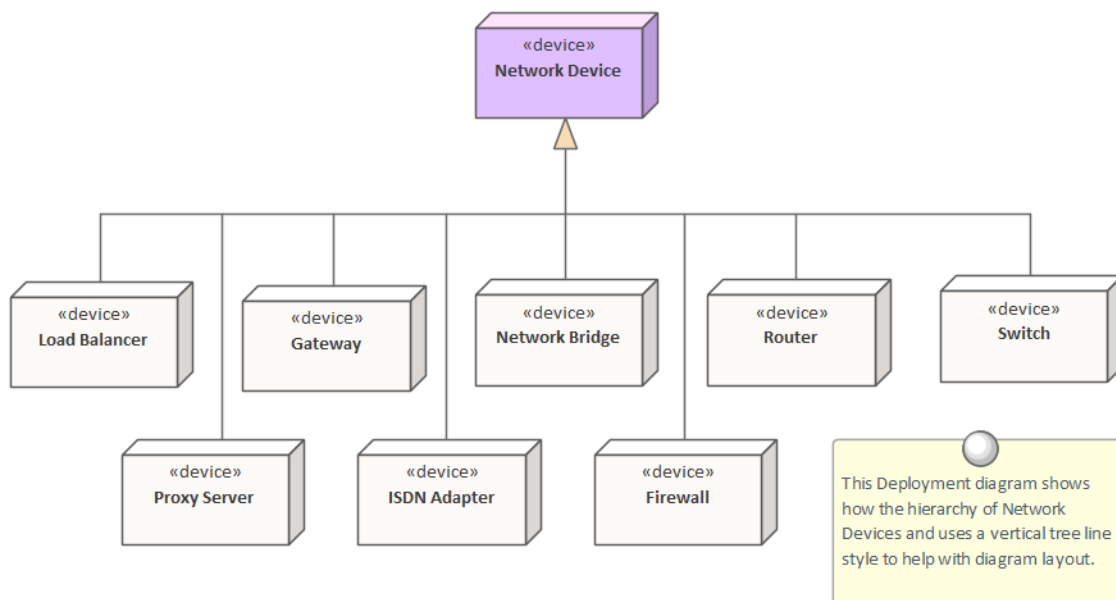 «device»
Network Device
«device»
Load Balancer
«device»
Gateway
«device»
Network Bridge
«device»
Router
«device»
Switch
«device»
Proxy Server
«device»
ISDN Adapter
«device»
Firewall
This Deployment diagram shows
how the hierarchy of Network
Devices and uses a vertical tree line
style to help with diagram layout.